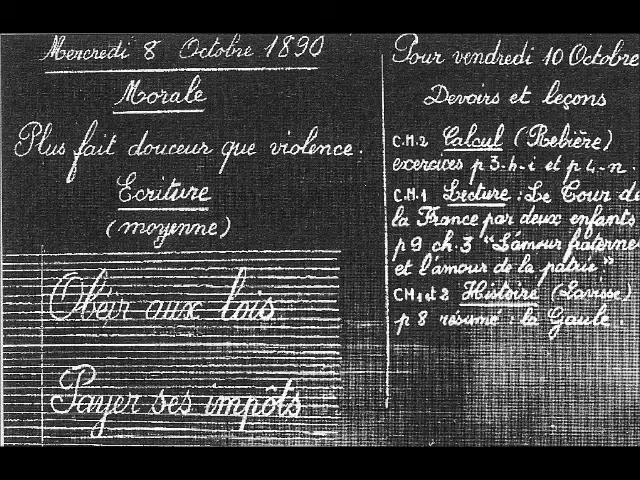 Mercredi 8 Octobre 1890
Morale
Plus fait douceur que violence.
Ecriture
(moyenne)
Obéir aux lois
Payer ses impôts
Pour vendredi 10 Octobre
Devoirs et leçons
C.M.2 Calcul (Rebière)
exercices p 3-h-i et p 4-n.
C.M.1 Lecture : Le Tour de
la France par deux enfants
p 9 ch. 3 "L'amour fraternel
et l'amour de la patrie"
CM1 et 2 Histoire (Lavisse)
p 8 résumé : la Gaule.